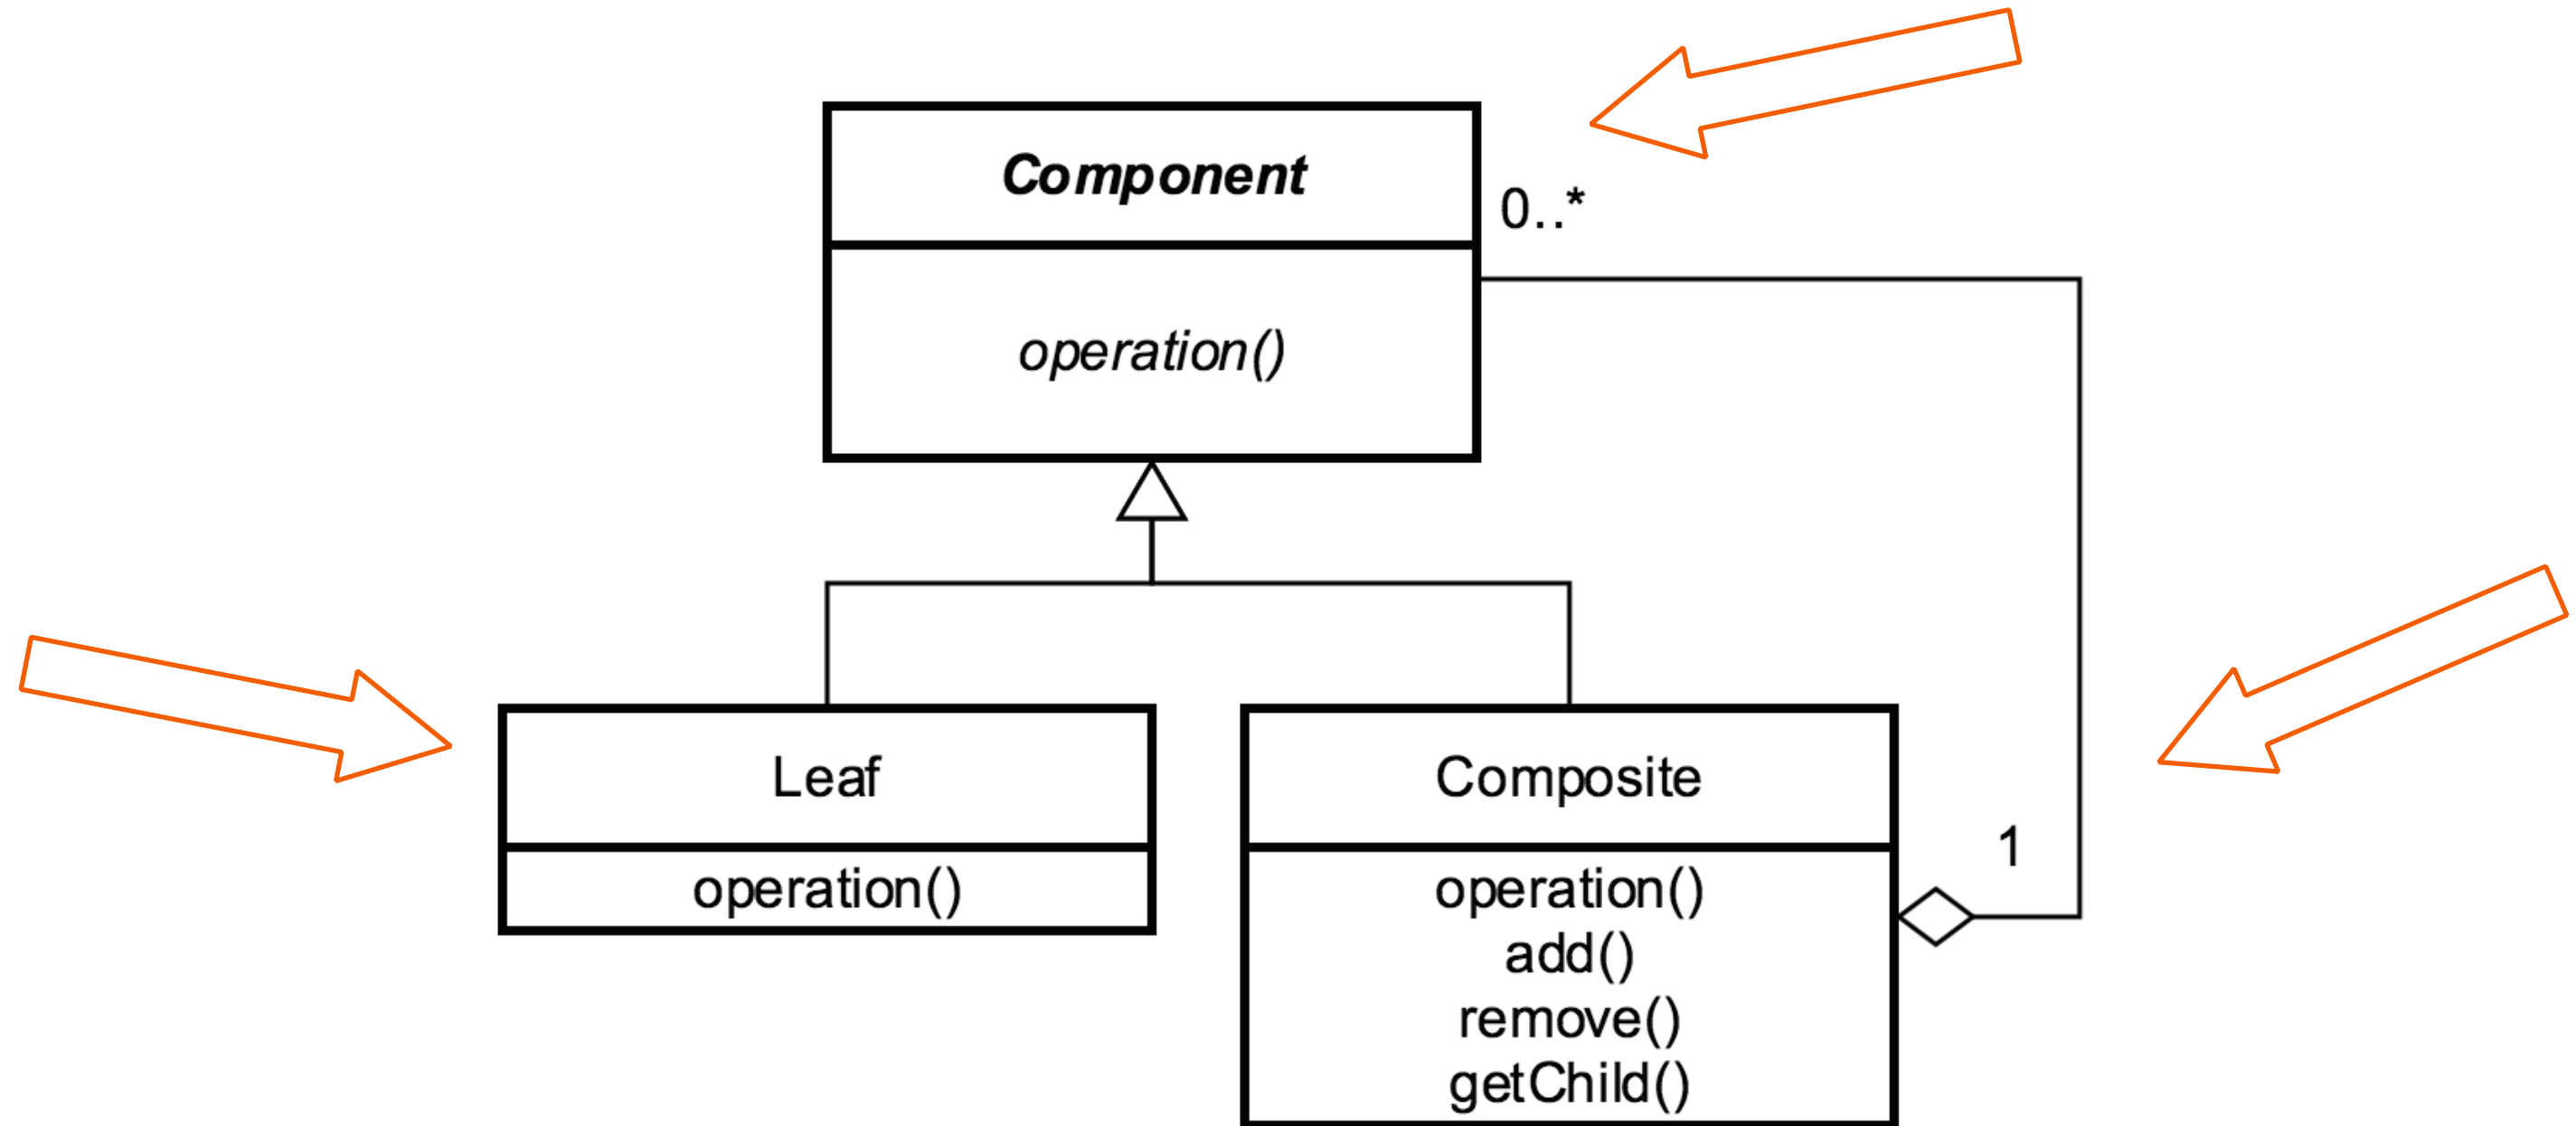 Component
0..*
operation()
Leaf
operation()
Composite
1
operation()
add()
remove()
getChild()